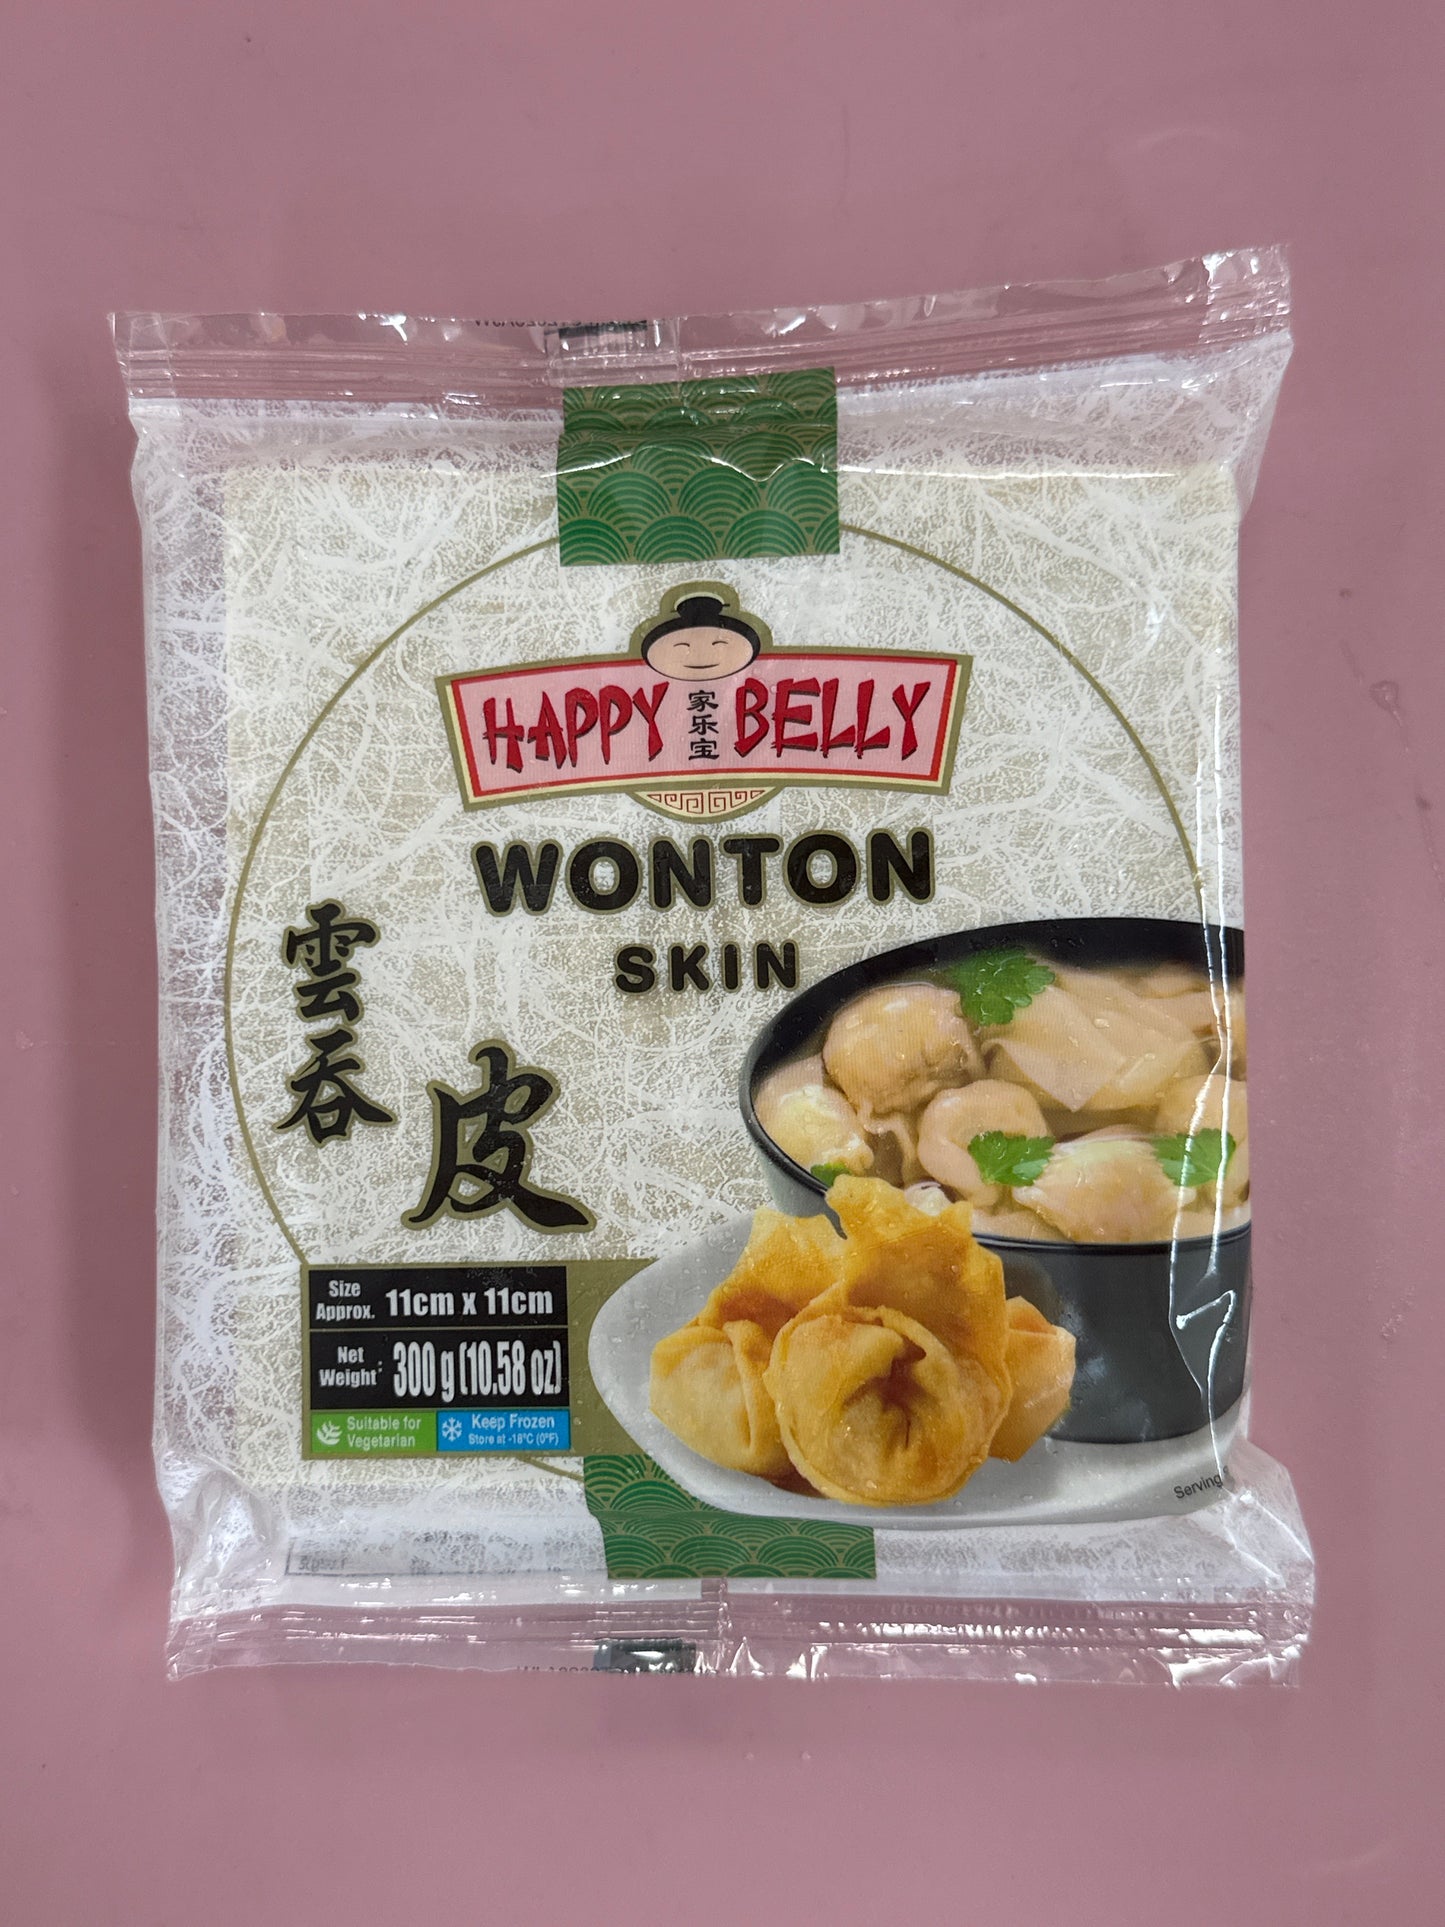 HAPPY 家乐宝 BELLY
WONTON
SKIN
雲吞
皮
Size Approx. 11cm x 11cm
Net Weight: 300 g (10.58 oz)
Suitable for Vegetarian
Keep Frozen
Store at -18°C (0°F)
Serving